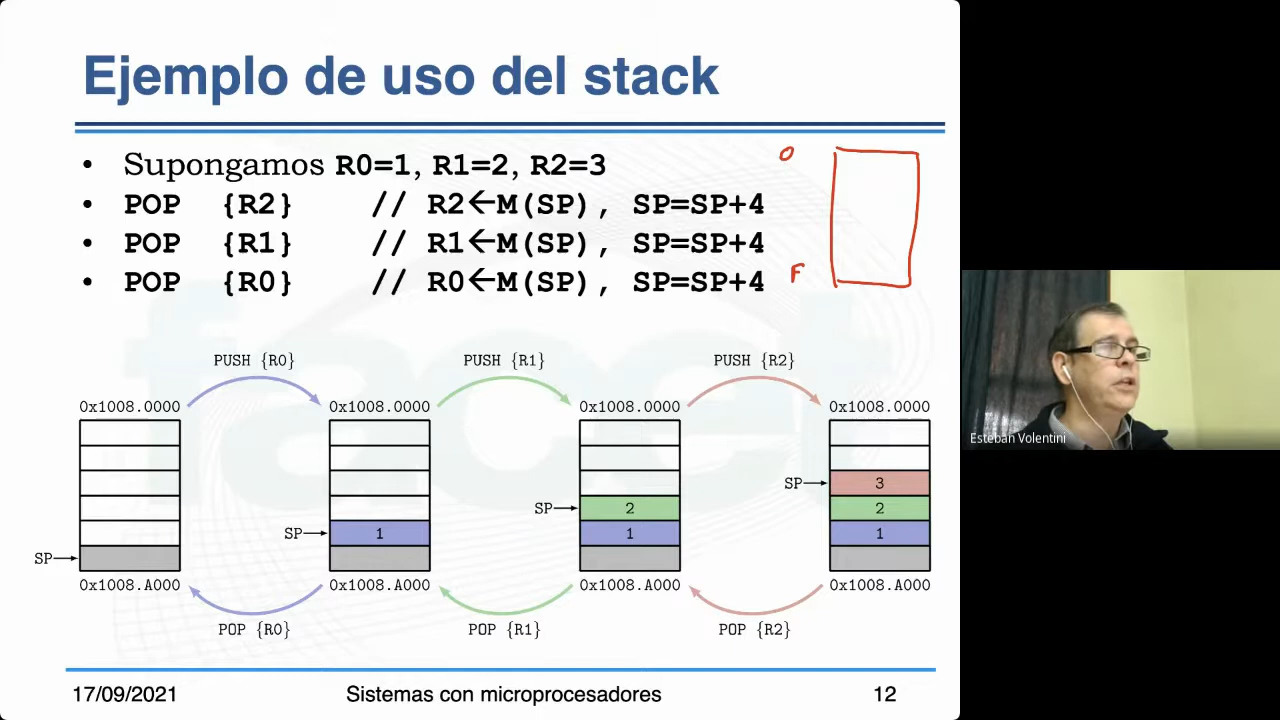 Ejemplo de uso del stack
• Supongamos R0=1, R1=2, R2=3
• POP {R2} // R2←M(SP), SP=SP+4
• POP {R1} // R1←M(SP), SP=SP+4
• POP {R0} // R0←M(SP), SP=SP+4
O
F
PUSH {R0} PUSH {R1} PUSH {R2}
0x1008.0000 0x1008.0000 0x1008.0000 0x1008.0000
SP 3
SP 2 2
SP 1 1 1
SP
0x1008.A000 0x1008.A000 0x1008.A000 0x1008.A000
POP {R0} POP {R1} POP {R2}
17/09/2021 Sistemas con microprocesadores 12
Esteban Volentini